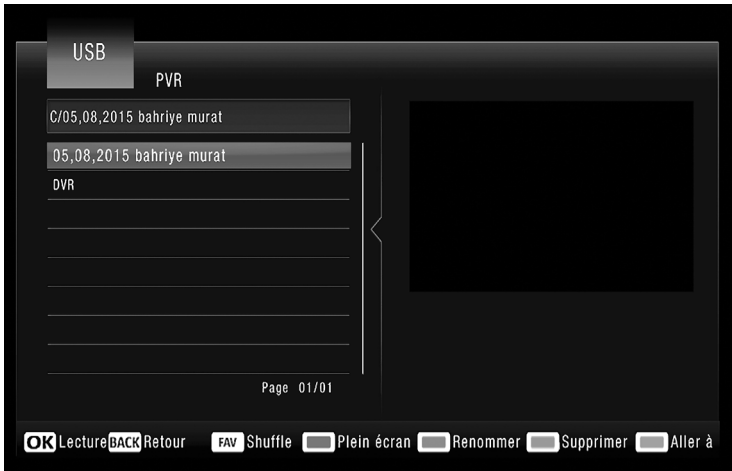 USB
PVR
C/05,08,2015 bahriye murat
05,08,2015 bahriye murat
DVR
Page 01/01
OK Lecture BACK Retour FAV Shuffle Plein écran Renommer Supprimer Aller à